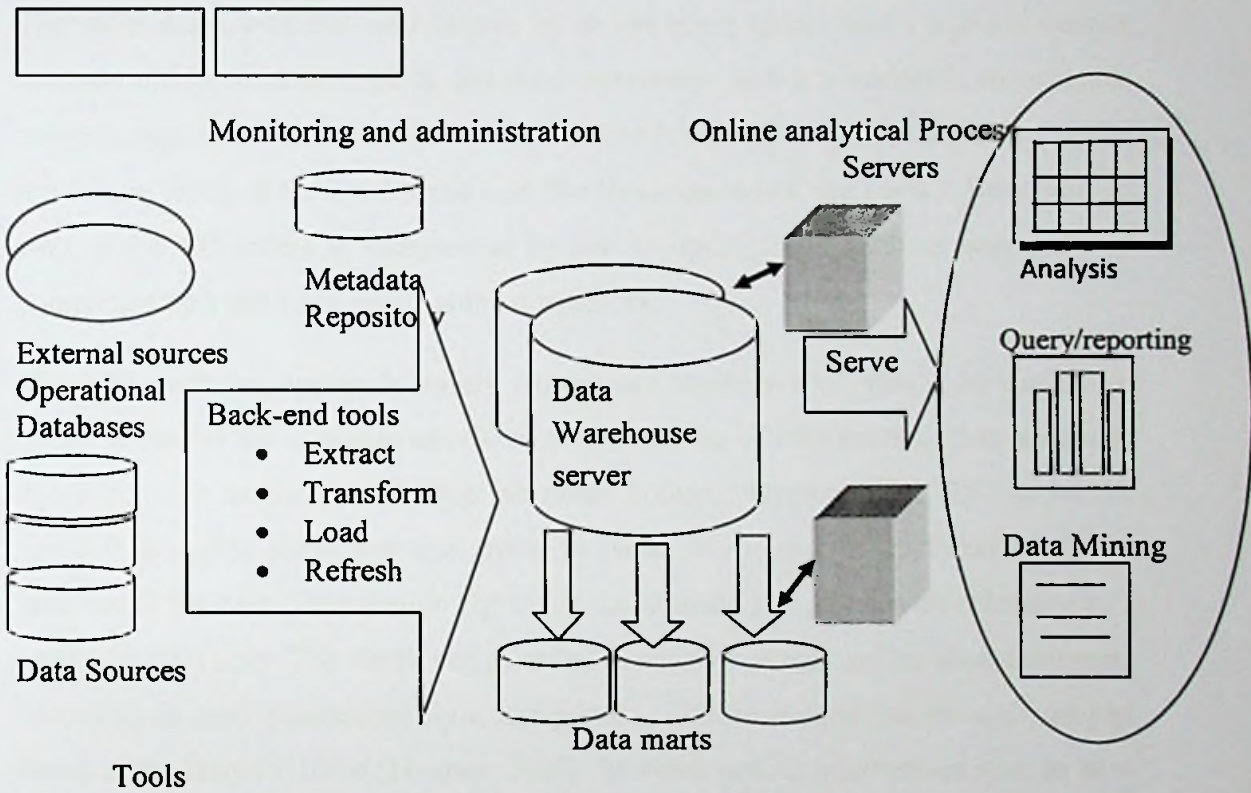 Monitoring and administration
Online analytical Proces
Servers
Metadata
Repository
Analysis
External sources
Operational
Databases
Back-end tools
• Extract
• Transform
• Load
• Refresh
Data
Warehouse
server
Serve
Query/reporting
Data Mining
Data Sources
Data marts
Tools